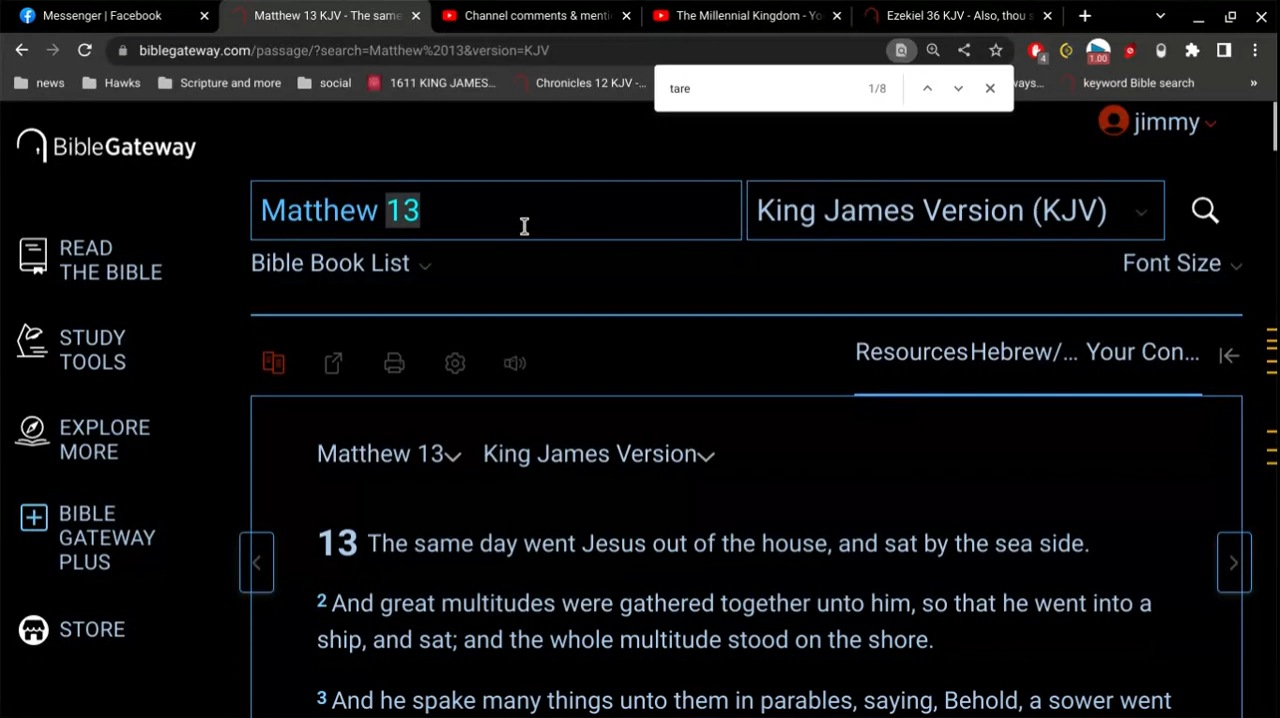 Messenger | Facebook
Matthew 13 KJV - The same
Channel comments & menti
The Millennial Kingdom - Yo
Ezekiel 36 KJV - Also, thou s
biblegateway.com/passage/?search=Matthew%2013&version=KJV
4
1.00
news
Hawks
Scripture and more
social
1611 KING JAMES...
Chronicles 12 KJV -...
ways...
keyword Bible search
»
tare
1/8
BibleGateway
jimmy
Matthew 13
King James Version (KJV)
READ
THE BIBLE
Bible Book List
Font Size
STUDY
TOOLS
Resources
Hebrew/...
Your Con...
EXPLORE
MORE
Matthew 13
King James Version
BIBLE
GATEWAY
PLUS
STORE
13 The same day went Jesus out of the house, and sat by the sea side.
2 And great multitudes were gathered together unto him, so that he went into a
ship, and sat; and the whole multitude stood on the shore.
3 And he spake many things unto them in parables, saying, Behold, a sower went